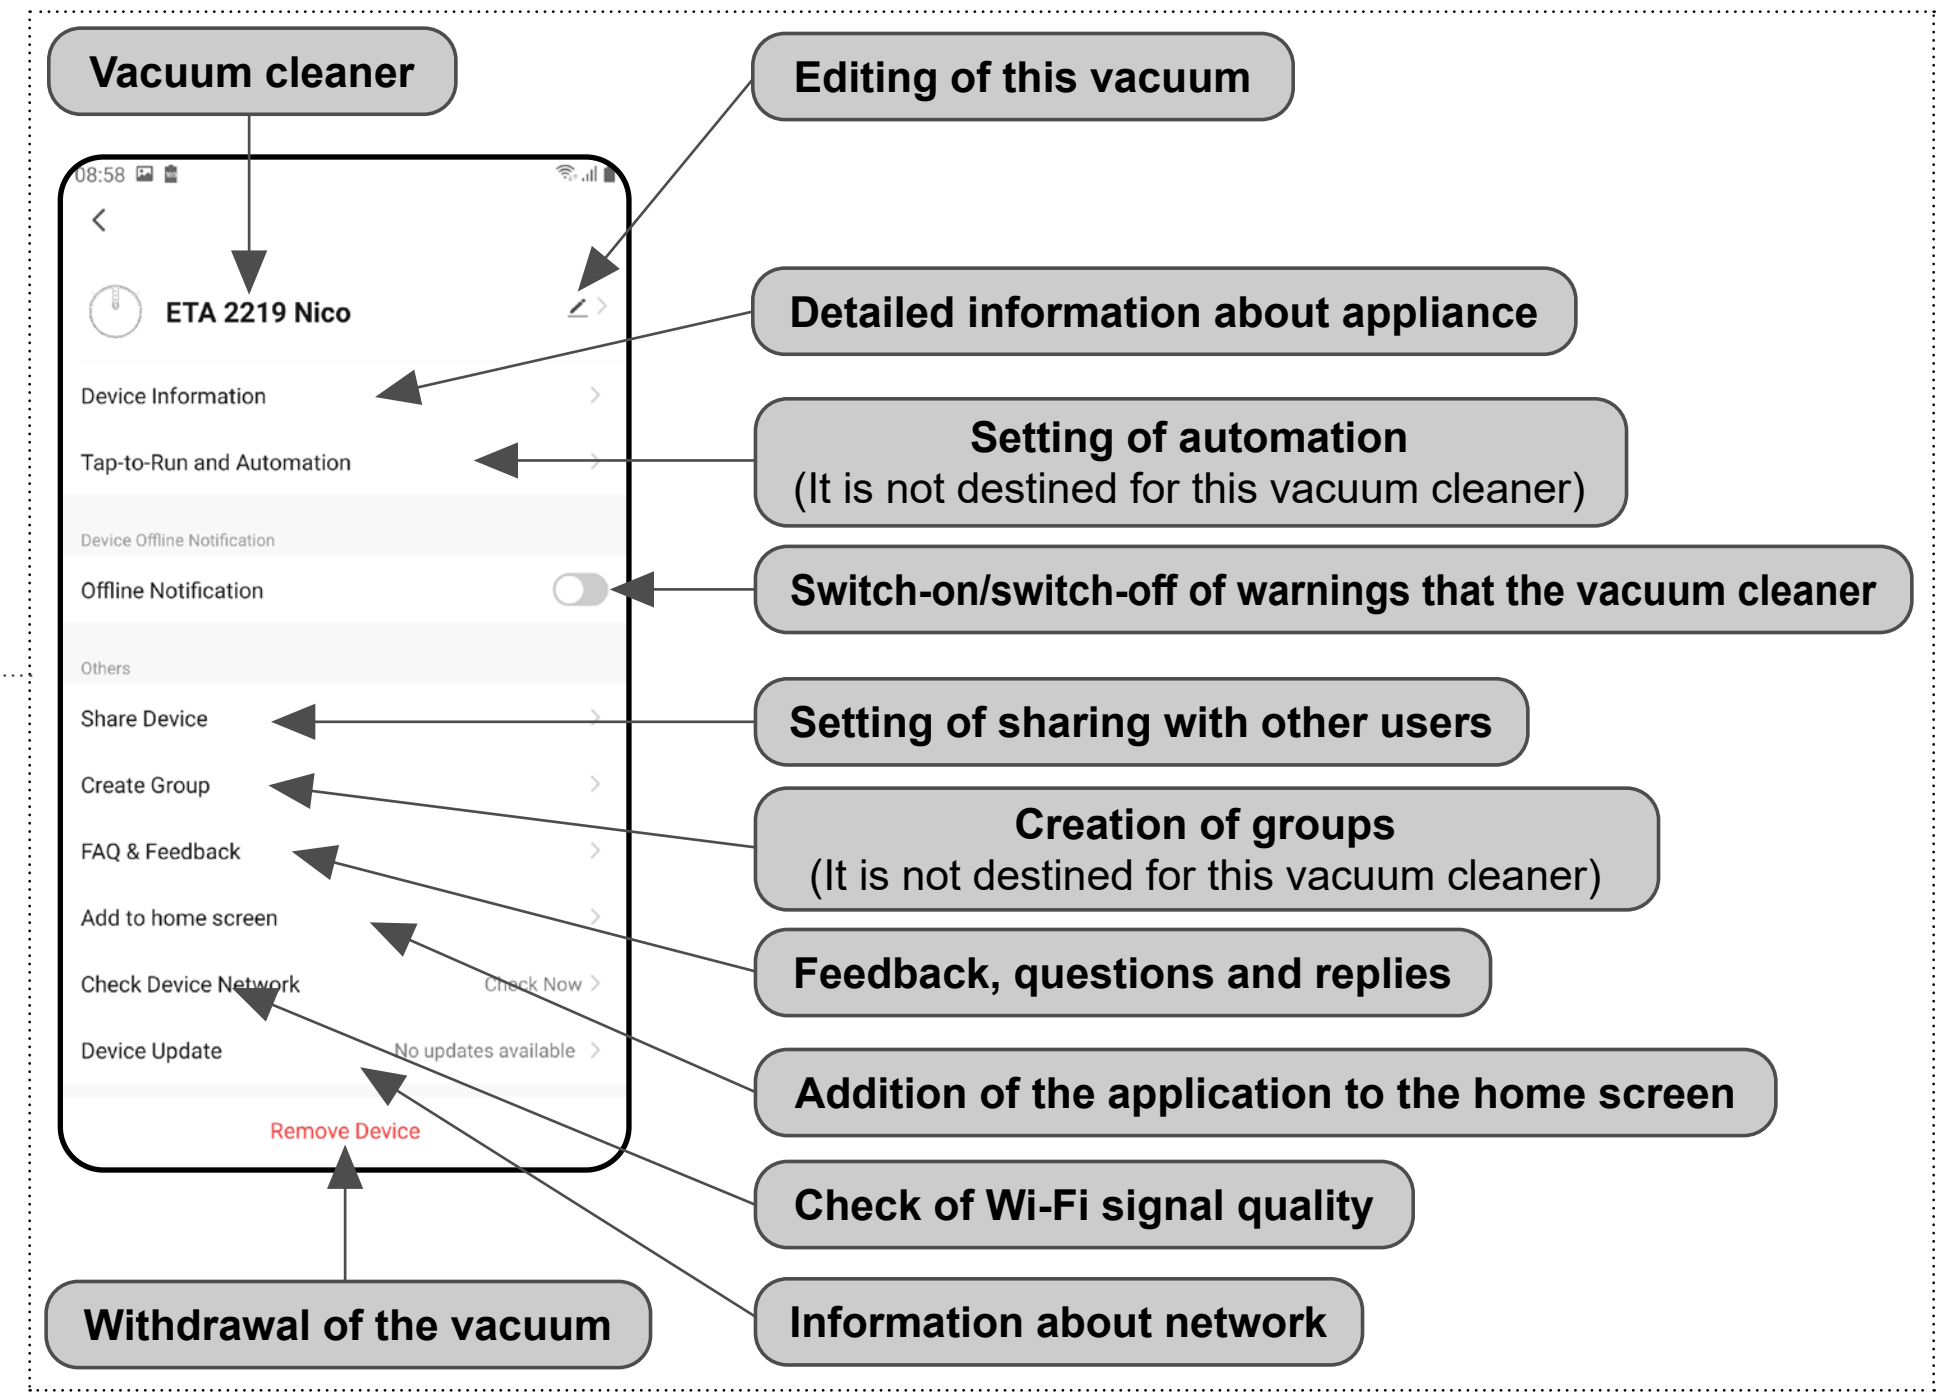 Vacuum cleaner
Editing of this vacuum
08:58
ETA 2219 Nico
Detailed information about appliance
Device Information
Setting of automation
(It is not destined for this vacuum cleaner)
Tap-to-Run and Automation
Device Offline Notification
Switch-on/switch-off of warnings that the vacuum cleaner
Offline Notification
Others
Share Device
Setting of sharing with other users
Create Group
Creation of groups
(It is not destined for this vacuum cleaner)
FAQ & Feedback
Add to home screen
Feedback, questions and replies
Check Device Network Check Now
Device Update No updates available
Addition of the application to the home screen
Remove Device
Check of Wi-Fi signal quality
Withdrawal of the vacuum
Information about network